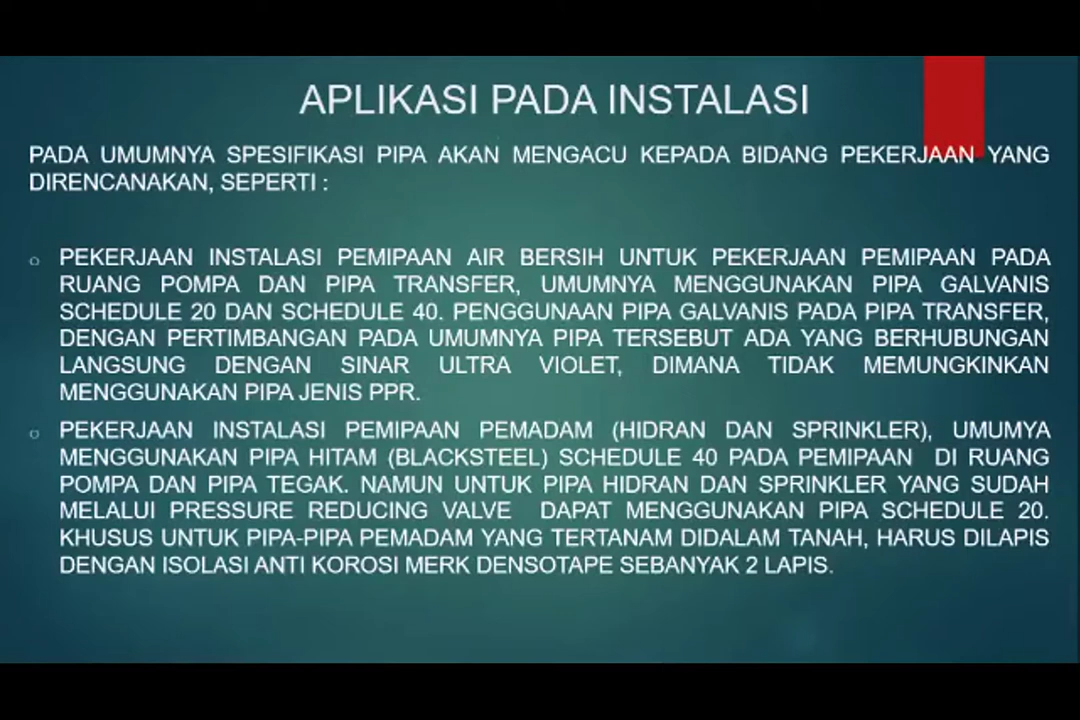 APLIKASI PADA INSTALASI
PADA UMUMNYA SPESIFIKASI PIPA AKAN MENGACU KEPADA BIDANG PEKERJAAN YANG
DIRENCANAKAN, SEPERTI :
PEKERJAAN INSTALASI PEMIPAAN AIR BERSIH UNTUK PEKERJAAN PEMIPAAN PADA
RUANG POMPA DAN PIPA TRANSFER, UMUMNYA MENGGUNAKAN PIPA GALVANIS
SCHEDULE 20 DAN SCHEDULE 40. PENGGUNAAN PIPA GALVANIS PADA PIPA TRANSFER,
DENGAN PERTIMBANGAN PADA UMUMNYA PIPA TERSEBUT ADA YANG BERHUBUNGAN
LANGSUNG DENGAN SINAR ULTRA VIOLET, DIMANA TIDAK MEMUNGKINKAN
MENGGUNAKAN PIPA JENIS PPR.
PEKERJAAN INSTALASI PEMIPAAN PEMADAM (HIDRAN DAN SPRINKLER), UMUMYA
MENGGUNAKAN PIPA HITAM (BLACKSTEEL) SCHEDULE 40 PADA PEMIPAAN DI RUANG
POMPA DAN PIPA TEGAK. NAMUN UNTUK PIPA HIDRAN DAN SPRINKLER YANG SUDAH
MELALUI PRESSURE REDUCING VALVE DAPAT MENGGUNAKAN PIPA SCHEDULE 20.
KHUSUS UNTUK PIPA-PIPA PEMADAM YANG TERTANAM DIDALAM TANAH, HARUS DILAPIS
DENGAN ISOLASI ANTI KOROSI MERK DENSOTAPE SEBANYAK 2 LAPIS.